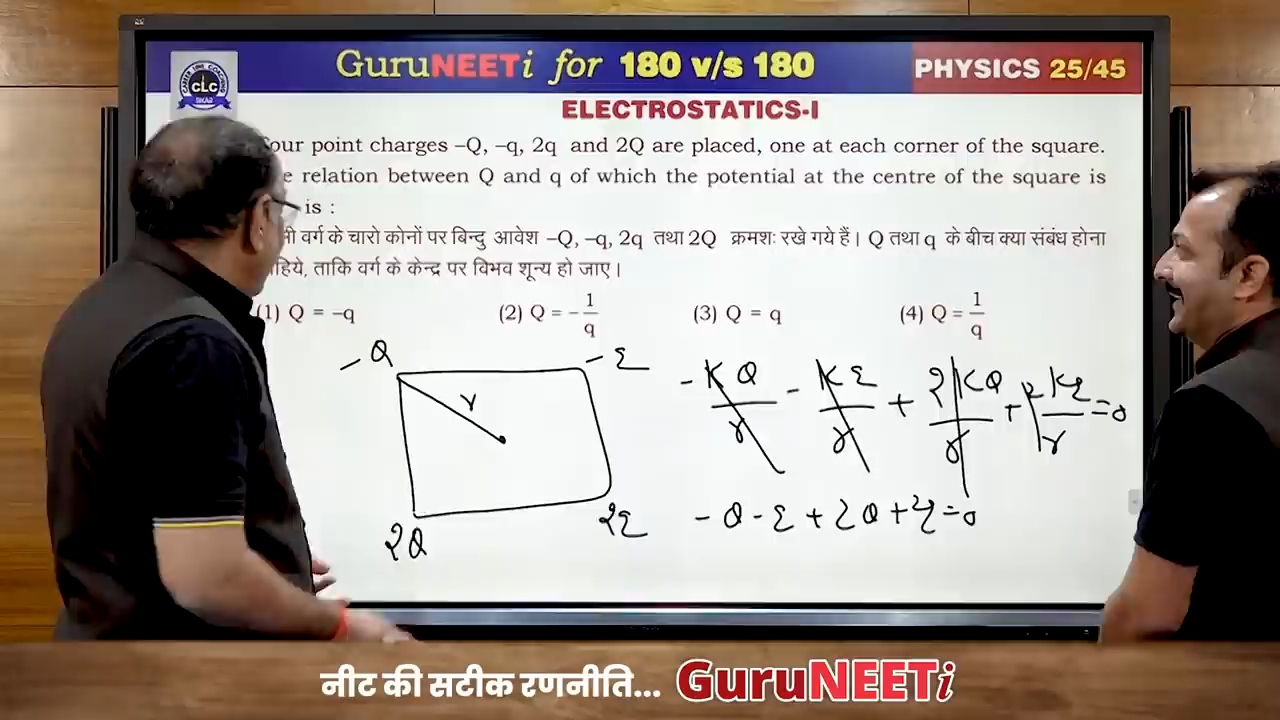 GuruNEETi for 180 v/s 180
PHYSICS 25/45
CLC
SIKAR
ELECTROSTATICS-I
our point charges –Q, –q, 2q and 2Q are placed, one at each corner of the square.
e relation between Q and q of which the potential at the centre of the square is
is :
वर्ग के चारो कोनों पर बिन्दु आवेश –Q, –q, 2q तथा 2Q क्रमशः रखे गये हैं। Q तथा q के बीच क्या संबंध होना
हिये, ताकि वर्ग के केन्द्र पर विभव शून्य हो जाए।
(1) Q = –q (2) Q = –1/q (3) Q = q (4) Q = 1/q
-Q -q
r
2Q 2q
-KQ/r - Kq/r + 2KQ/r + 2Kq/r = 0
-Q-q+2Q+2q=0
नीट की सटीक रणनीति... GuruNEETi